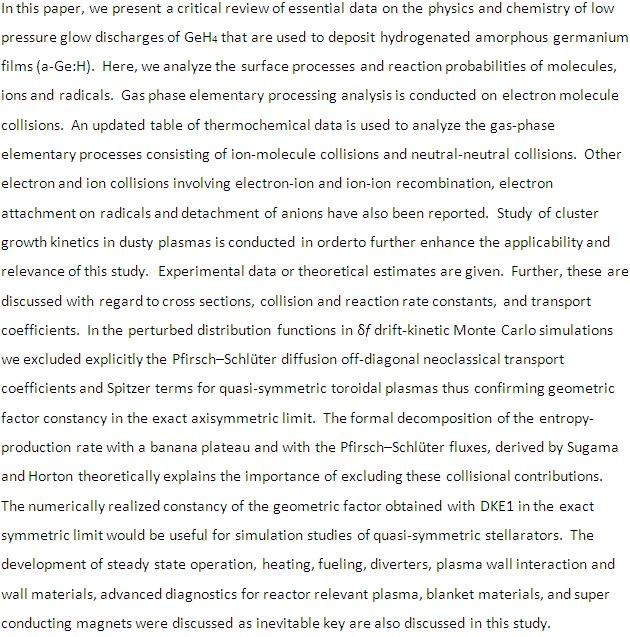 In this paper, we present a critical review of essential data on the physics and chemistry of low
pressure glow discharges of GeH₄ that are used to deposit hydrogenated amorphous germanium
films (a-Ge:H).  Here, we analyze the surface processes and reaction probabilities of molecules,
ions and radicals.  Gas phase elementary processing analysis is conducted on electron molecule
collisions.  An updated table of thermochemical data is used to analyze the gas-phase
elementary processes consisting of ion-molecule collisions and neutral-neutral collisions.  Other
electron and ion collisions involving electron-ion and ion-ion recombination, electron
attachment on radicals and detachment of anions have also been reported.  Study of cluster
growth kinetics in dusty plasmas is conducted in orderto further enhance the applicability and
relevance of this study.  Experimental data or theoretical estimates are given.  Further, these are
discussed with regard to cross sections, collision and reaction rate constants, and transport
coefficients.  In the perturbed distribution functions in δf drift-kinetic Monte Carlo simulations
we excluded explicitly the Pfirsch–Schlüter diffusion off-diagonal neoclassical transport
coefficients and Spitzer terms for quasi-symmetric toroidal plasmas thus confirming geometric
factor constancy in the exact axisymmetric limit.  The formal decomposition of the entropy-
production rate with a banana plateau and with the Pfirsch–Schlüter fluxes, derived by Sugama
and Horton theoretically explains the importance of excluding these collisional contributions.
The numerically realized constancy of the geometric factor obtained with DKE1 in the exact
symmetric limit would be useful for simulation studies of quasi-symmetric stellarators.  The
development of steady state operation, heating, fueling, diverters, plasma wall interaction and
wall materials, advanced diagnostics for reactor relevant plasma, blanket materials, and super
conducting magnets were discussed as inevitable key are also discussed in this study.